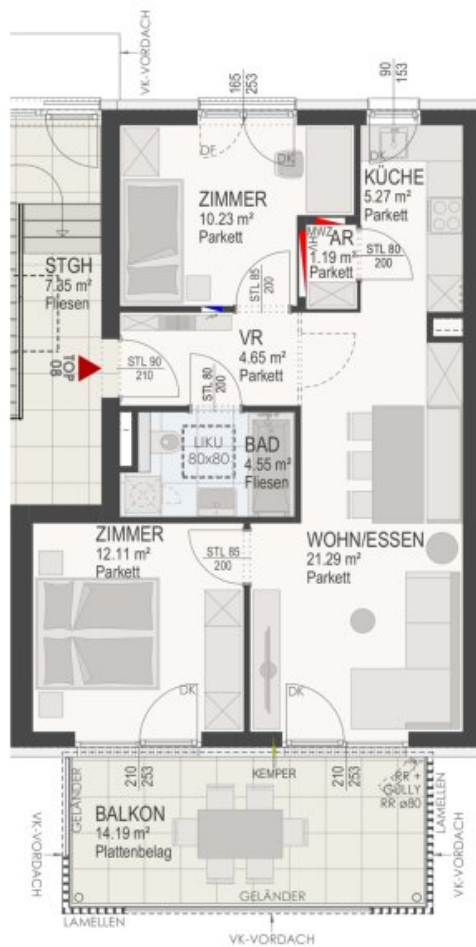 VK-VORDACH
165
253
90
153
DF
DK
DK
ZIMMER
10.23 m²
Parkett
KÜCHE
5.27 m²
Parkett
MWZ
AR
1.19 m²
Parkett
STL 80
200
STGH
7.35 m²
Fliesen
STL 85
200
VR
4.65 m²
Parkett
TOP
08
STL 90
210
STL 80
200
LIKU
80x80
BAD
4.55 m²
Fliesen
ZIMMER
12.11 m²
Parkett
STL 85
200
WOHN/ESSEN
21.29 m²
Parkett
DK
DK
210
253
KEMPER
210
253
RR +
GULLY
RR ø80
GELÄNDER
LAMELLEN
BALKON
14.19 m²
Plattenbelag
VK-VORDACH
VK-VORDACH
GELÄNDER
LAMELLEN
VK-VORDACH